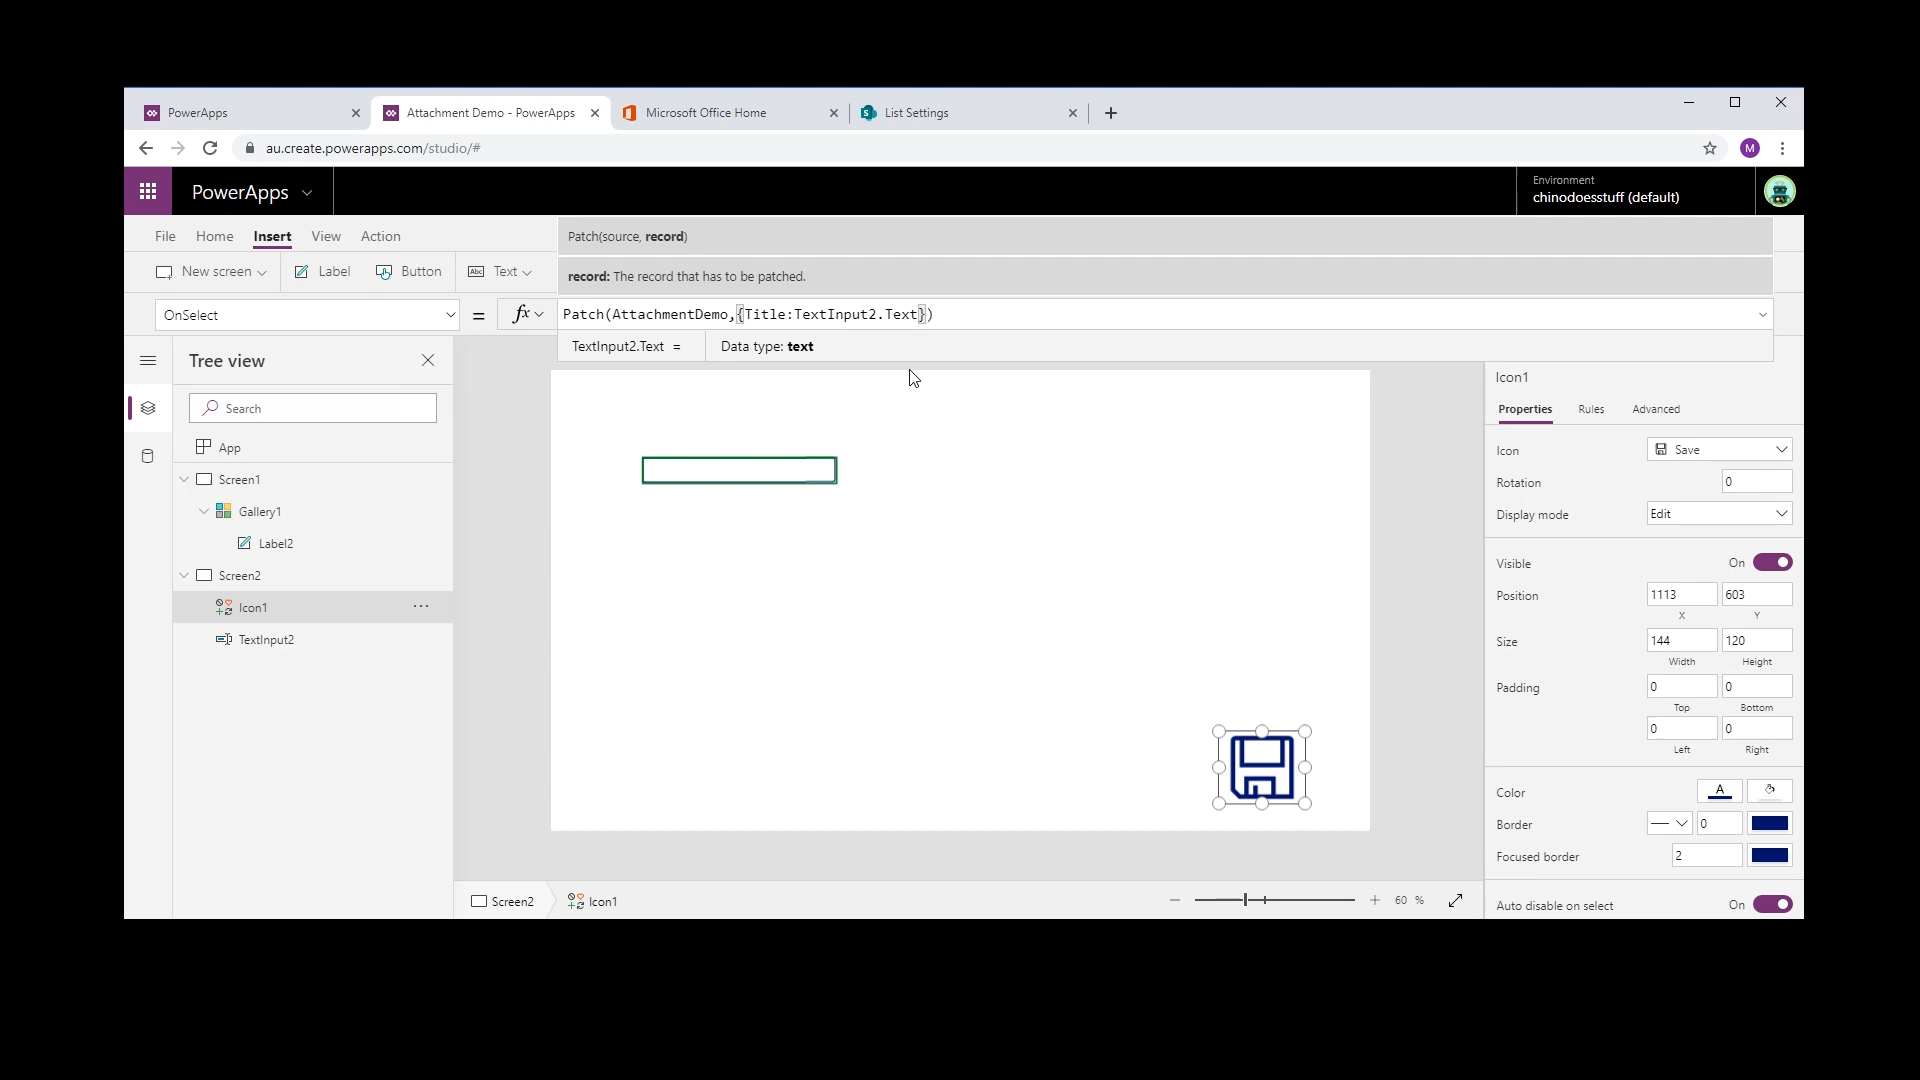 PowerApps
Attachment Demo - PowerApps
Microsoft Office Home
List Settings
M
au.create.powerapps.com/studio/#
PowerApps
Environment
chinodoesstuff (default)
File Home Insert View Action
Patch(source, record)
New screen Label Button Abc Text
record: The record that has to be patched.
OnSelect = fx Patch(AttachmentDemo,{Title:TextInput2.Text})
TextInput2.Text = Data type: text
Tree view
Search
App
Screen1
Gallery1
Label2
Screen2
Icon1 ...
TextInput2
Icon1
Properties Rules Advanced
Icon Save
Rotation 0
Display mode Edit
Visible On
Position 1113 603
X Y
Size 144 120
Width Height
Padding 0 0
Top Bottom
0 0
Left Right
Color A
Border 0
Focused border 2
Auto disable on select On
Screen2 Icon1
60 %